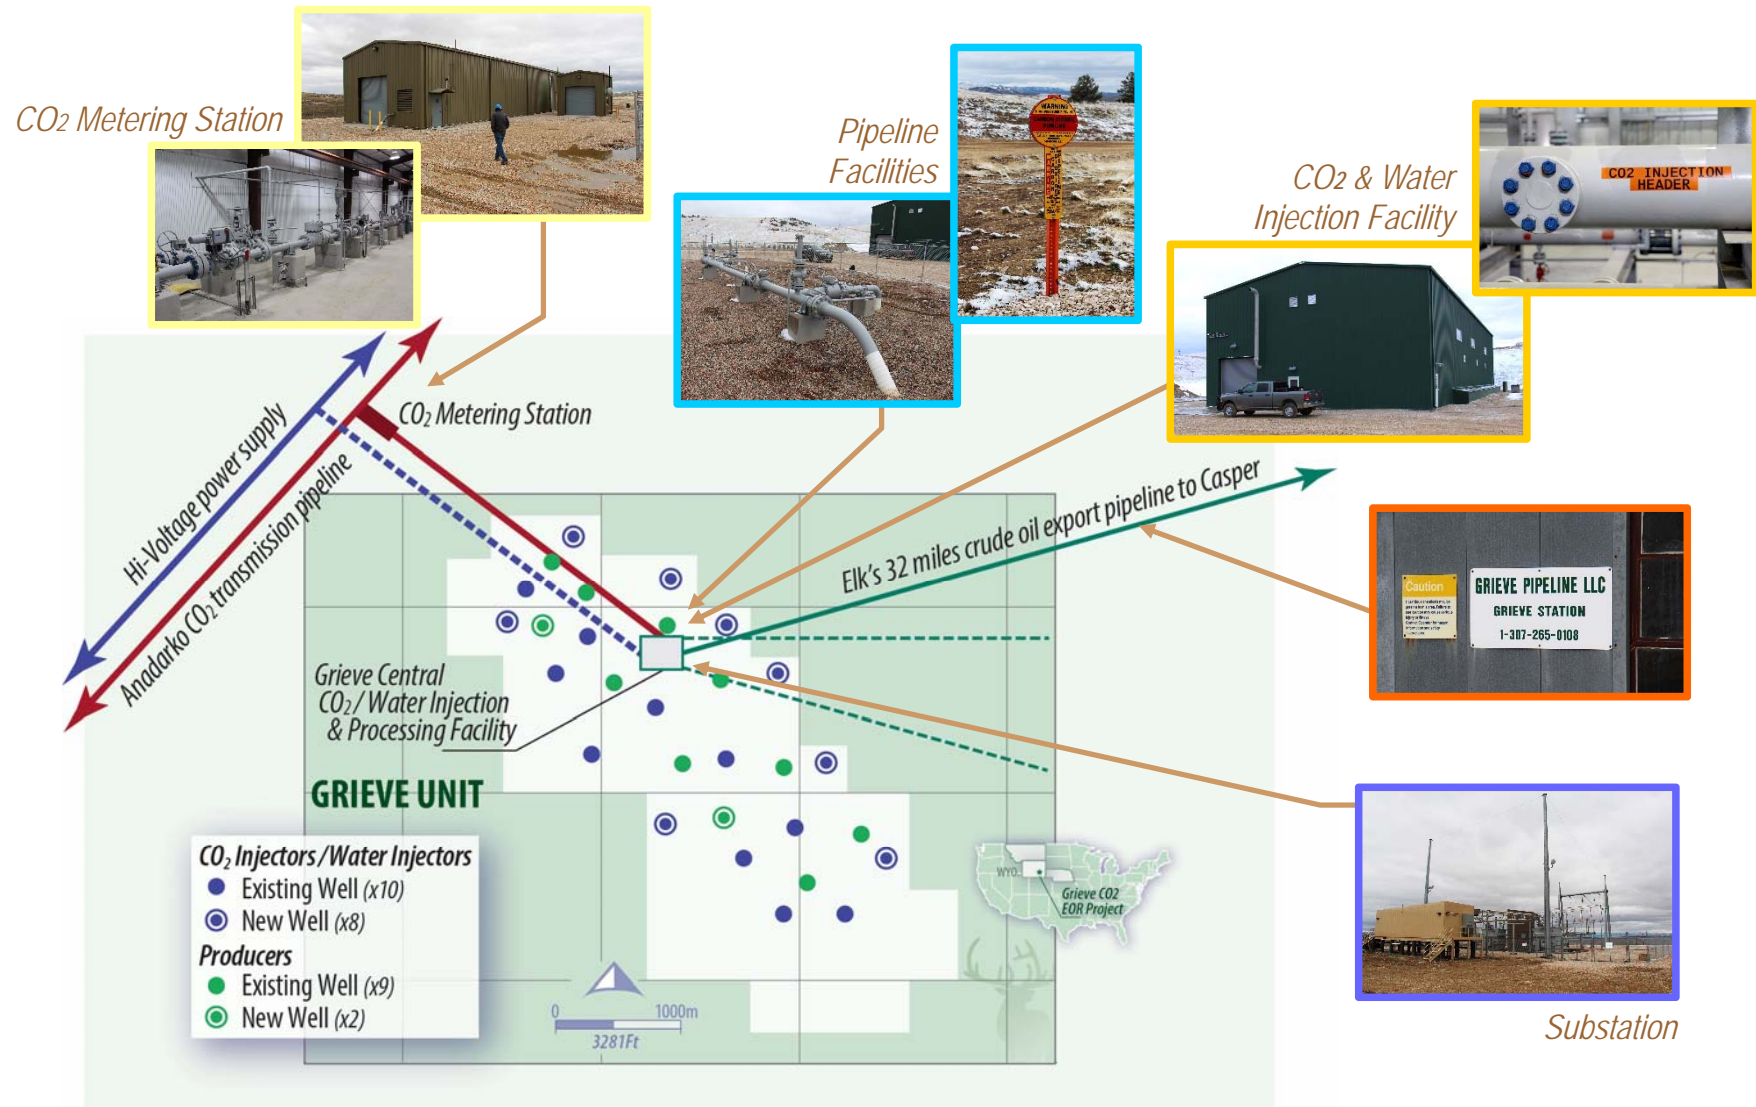 CO2 Metering Station
Pipeline
Facilities
WARNING
CO2 & Water
Injection Facility
CO2 INJECTION
HEADER
Hi-Voltage power supply
Anadarko CO2 transmission pipeline
CO2 Metering Station
Elk's 32 miles crude oil export pipeline to Casper
Caution
GRIEVE PIPELINE LLC
GRIEVE STATION
1-307-265-0108
Grieve Central
CO2/Water Injection
& Processing Facility
GRIEVE UNIT
CO2 Injectors/Water Injectors
Existing Well (x10)
New Well (x8)
Producers
Existing Well (x9)
New Well (x2)
0 1000m
3281Ft
WYO.
Grieve CO2
EOR Project
Substation